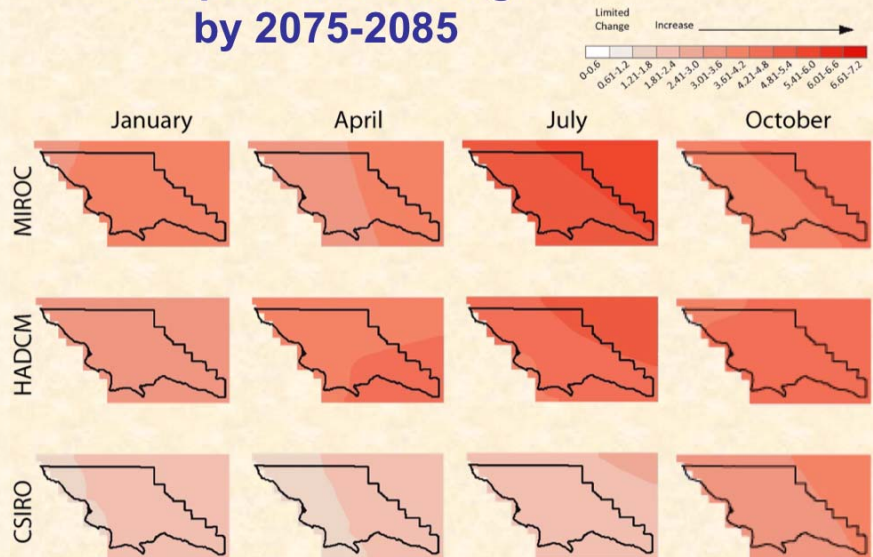 by 2075-2085
Limited
Change Increase
0-0.6 0.61-1.2 1.21-1.8 1.81-2.4 2.41-3.0 3.01-3.6 3.61-4.2 4.21-4.8 4.81-5.4 5.41-6.0 6.01-6.6 6.61-7.2
January April July October
MIROC
HADCM
CSIRO